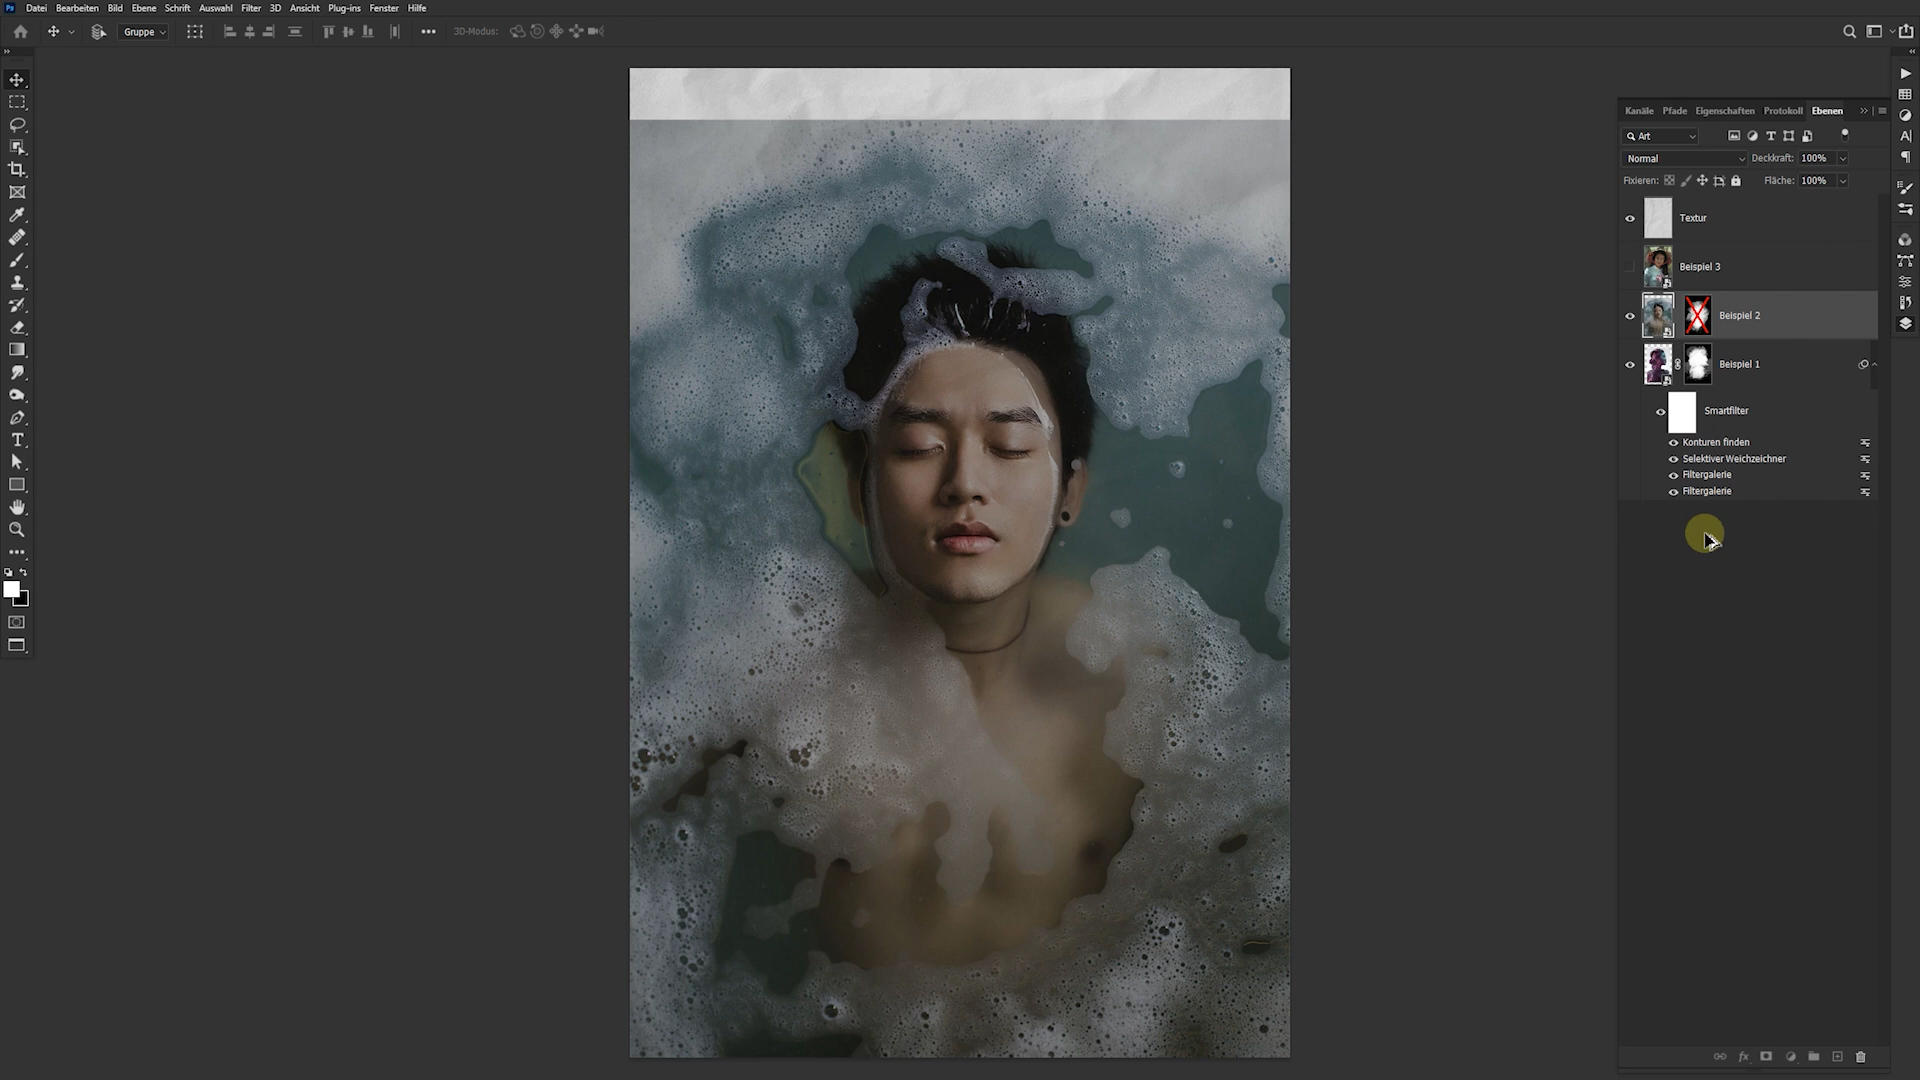 Ps Datei Bearbeiten Bild Ebene Schrift Auswahl Filter 3D Ansicht Plug-ins Fenster Hilfe
Gruppe 3D-Modus:
Kanäle Pfade Eigenschaften Protokoll Ebenen
Art
Normal Deckkraft: 100%
Fixieren: Fläche: 100%
Textur
Beispiel 3
Beispiel 2
Beispiel 1
Smartfilter
Konturen finden
Selektiver Weichzeichner
Filtergalerie
Filtergalerie